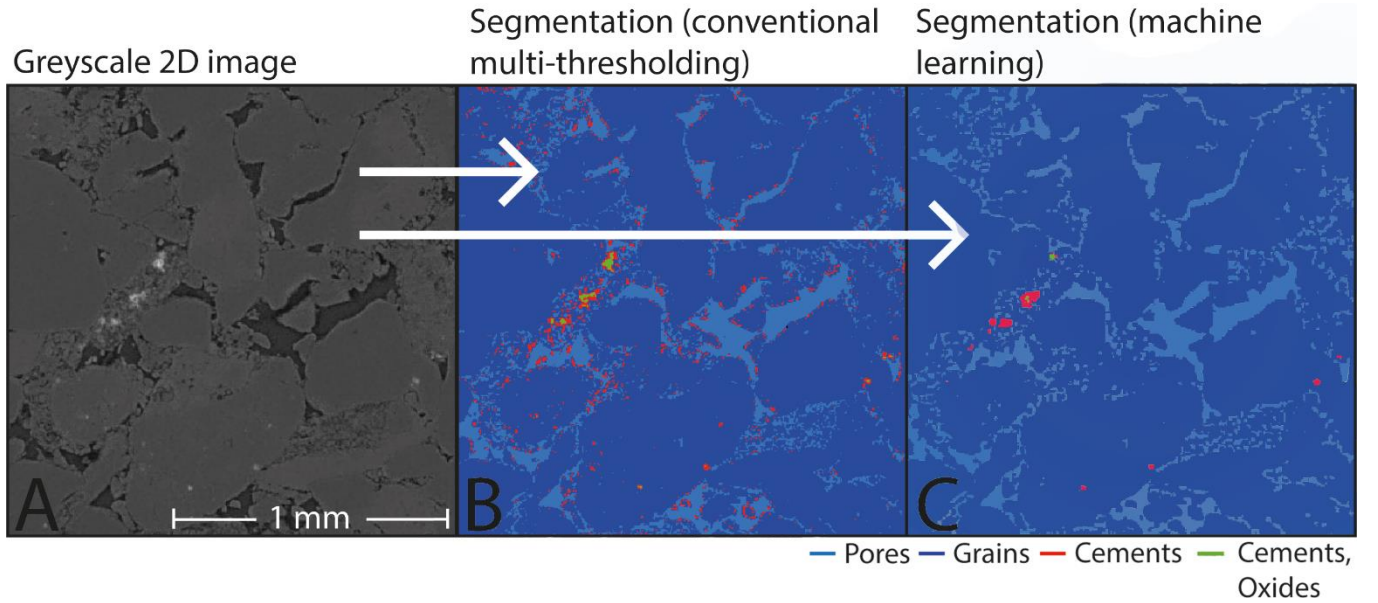 Greyscale 2D image
Segmentation (conventional
multi-thresholding)
Segmentation (machine
learning)
A
1 mm
B
C
Pores
Grains
Cements
Cements,
Oxides